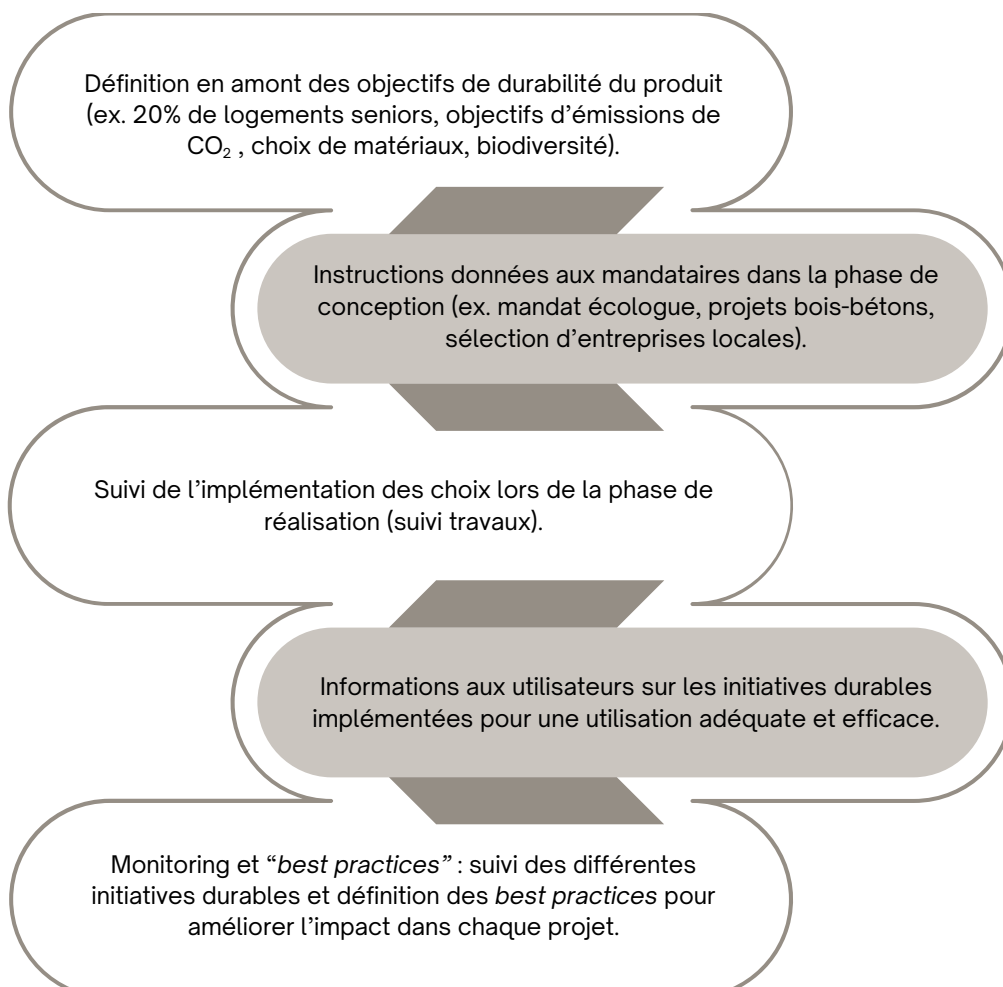 Définition en amont des objectifs de durabilité du produit
(ex. 20% de logements seniors, objectifs d’émissions de
CO₂ , choix de matériaux, biodiversité).
Instructions données aux mandataires dans la phase de
conception (ex. mandat écologue, projets bois-bétons,
sélection d’entreprises locales).
Suivi de l’implémentation des choix lors de la phase de
réalisation (suivi travaux).
Informations aux utilisateurs sur les initiatives durables
implémentées pour une utilisation adéquate et efficace.
Monitoring et “best practices” : suivi des différentes
initiatives durables et définition des best practices pour
améliorer l’impact dans chaque projet.